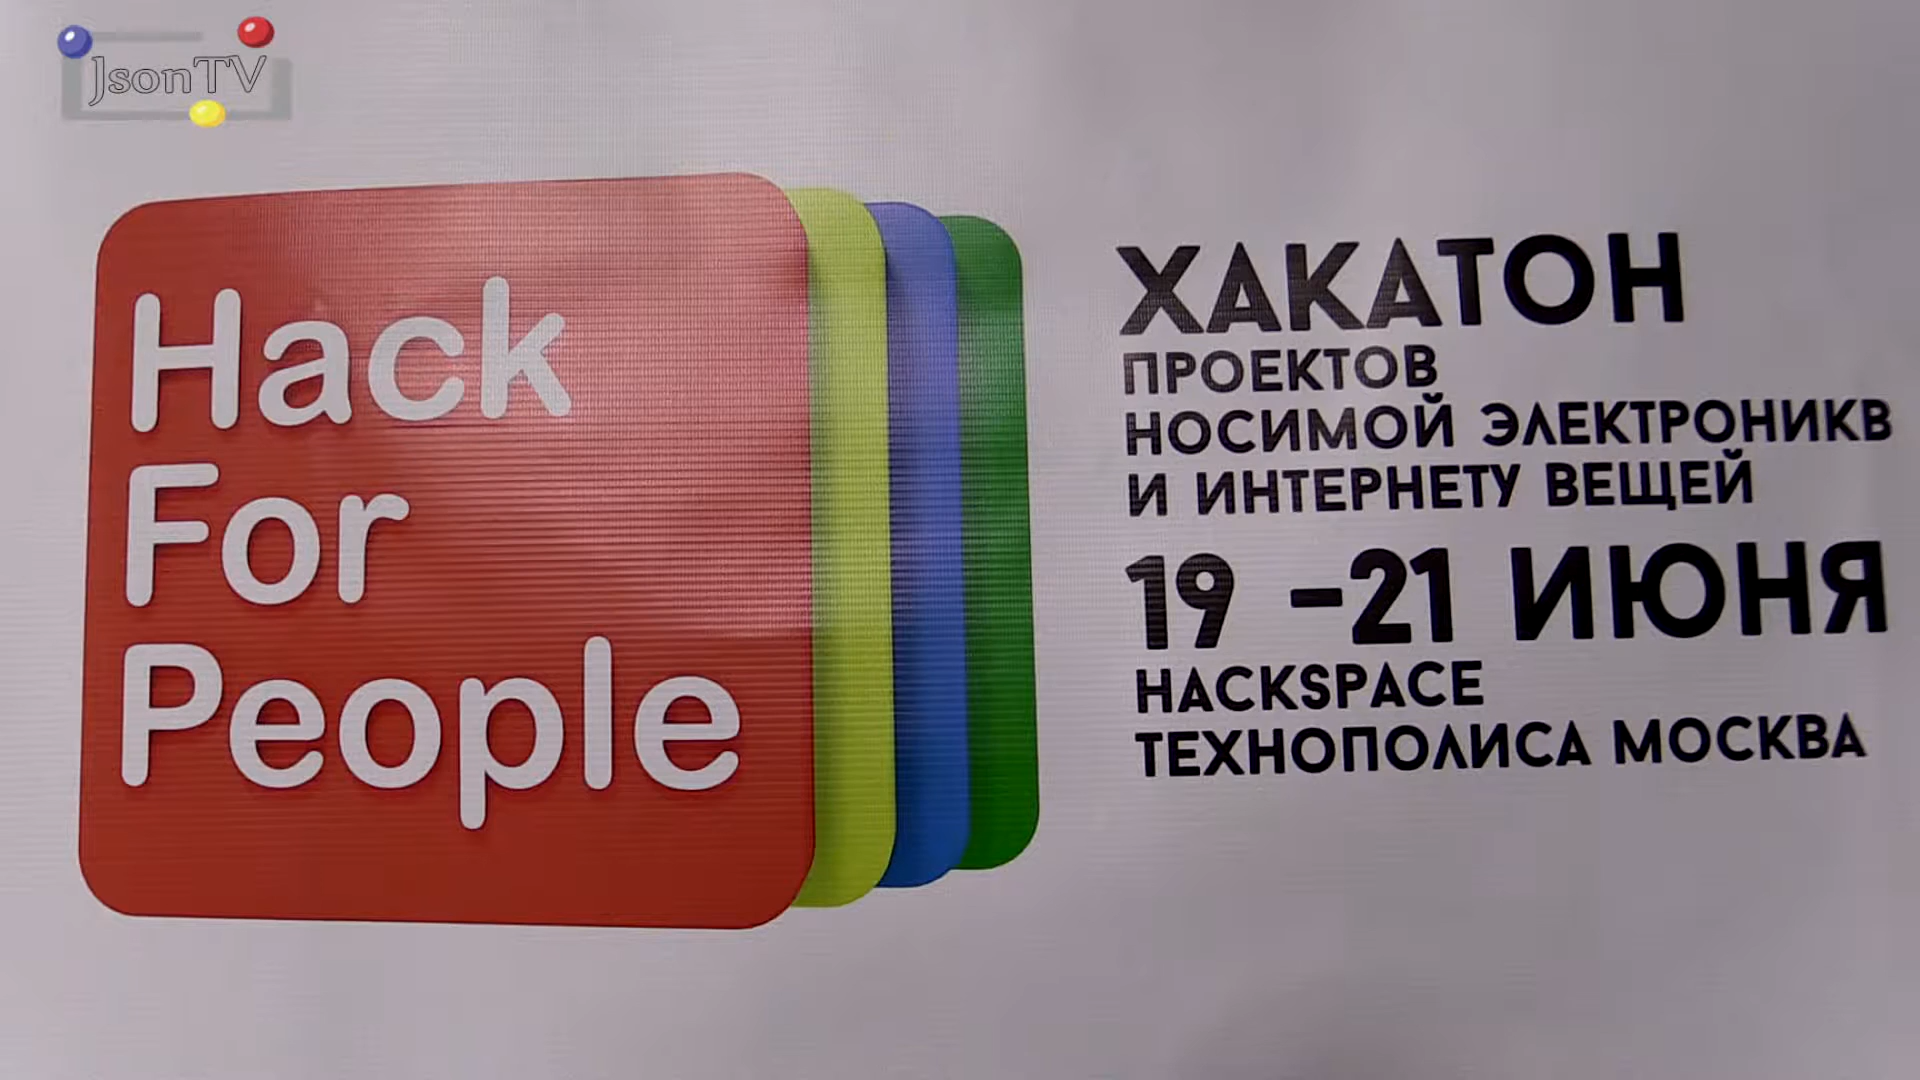 JsonTV
Hack
For
People
ХАКАТОН
ПРОЕКТОВ
НОСИМОЙ ЭЛЕКТРОНИКВ
И ИНТЕРНЕТУ ВЕЩЕЙ
19 -21 ИЮНЯ
HACKSPACE
ТЕХНОПОЛИСА МОСКВА